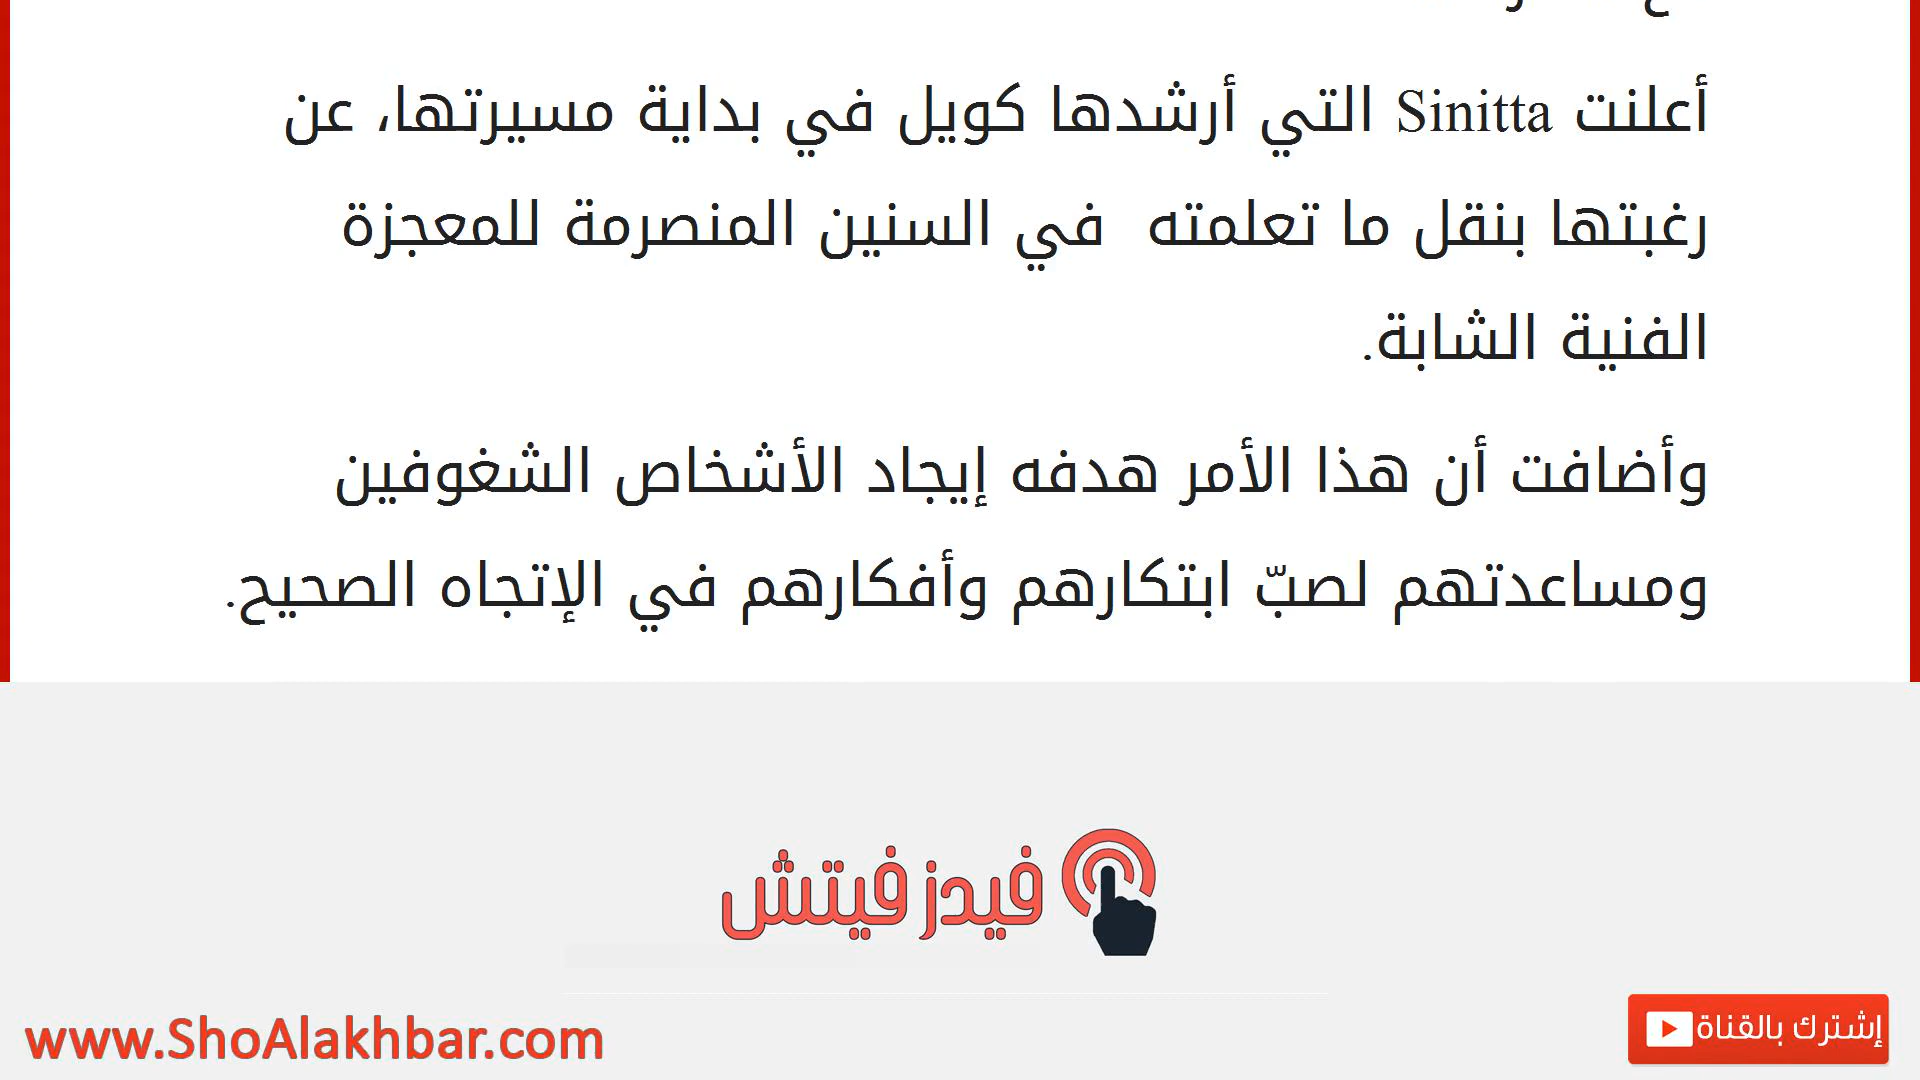 أعلنت Sinitta التي أرشدها كويل في بداية مسيرتها، عن
رغبتها بنقل ما تعلمته في السنين المنصرمة للمعجزة
الفنية الشابة.
وأضافت أن هذا الأمر هدفه إيجاد الأشخاص الشغوفين
ومساعدتهم لصبّ ابتكارهم وأفكارهم في الإتجاه الصحيح.
فيدز فيتش
www.ShoAlakhbar.com
إشترك بالقناة